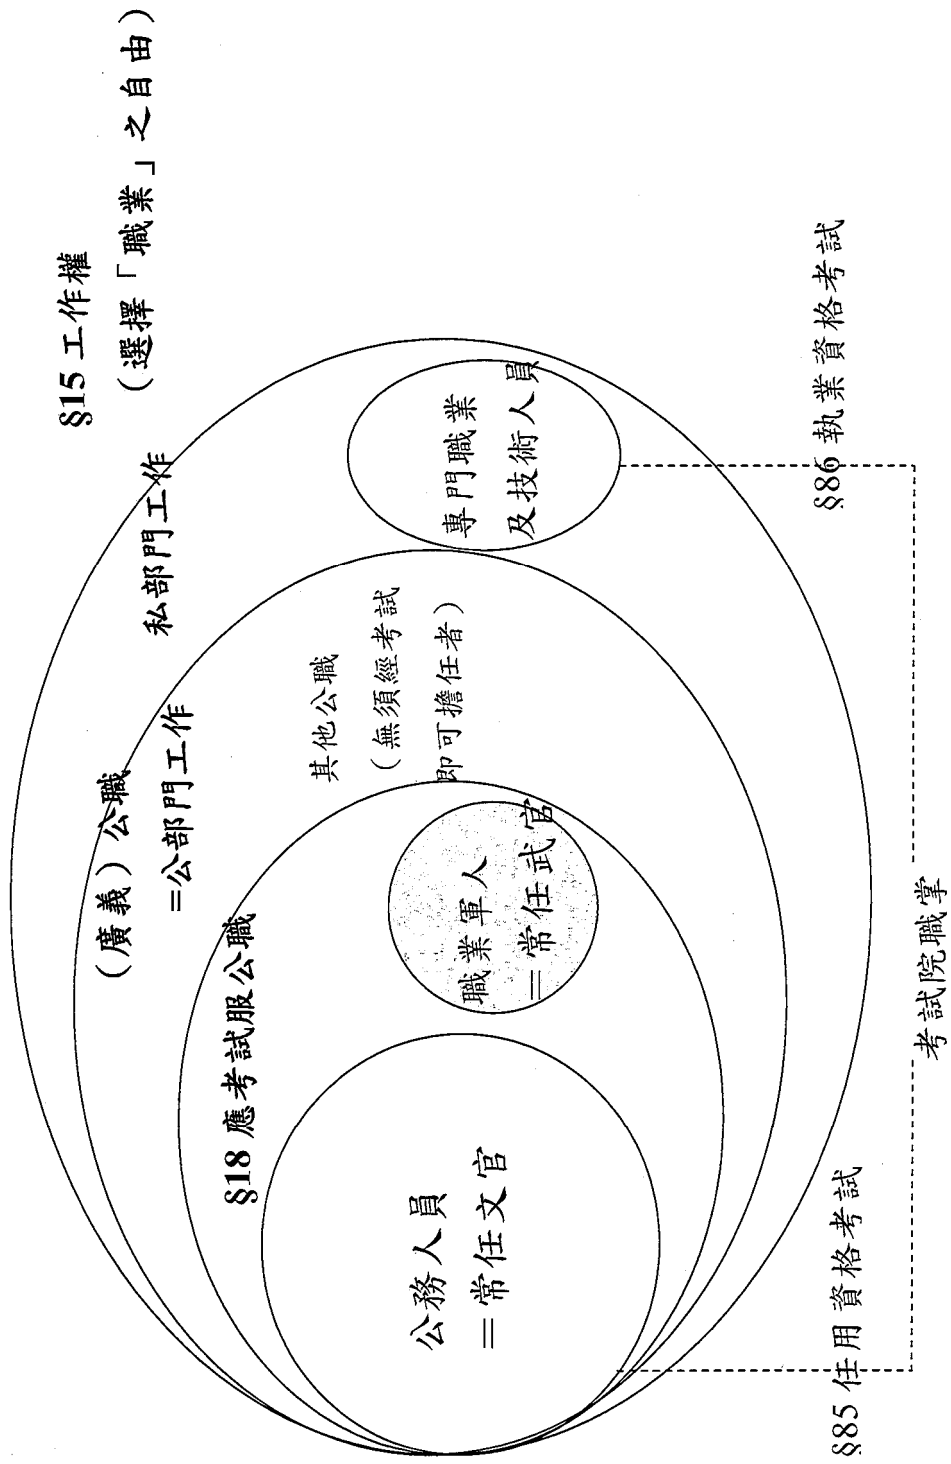 §15 工作權
（選擇「職業」之自由）
私部門工作
（廣義）公職
=公部門工作
§18 應考試服公職
其他公職
（無須經考試
即可擔任者）
專門職業
及技術人員
職業軍人
＝常任武官
公務人員
＝常任文官
§85 任用資格考試
§86 執業資格考試
考試院職掌